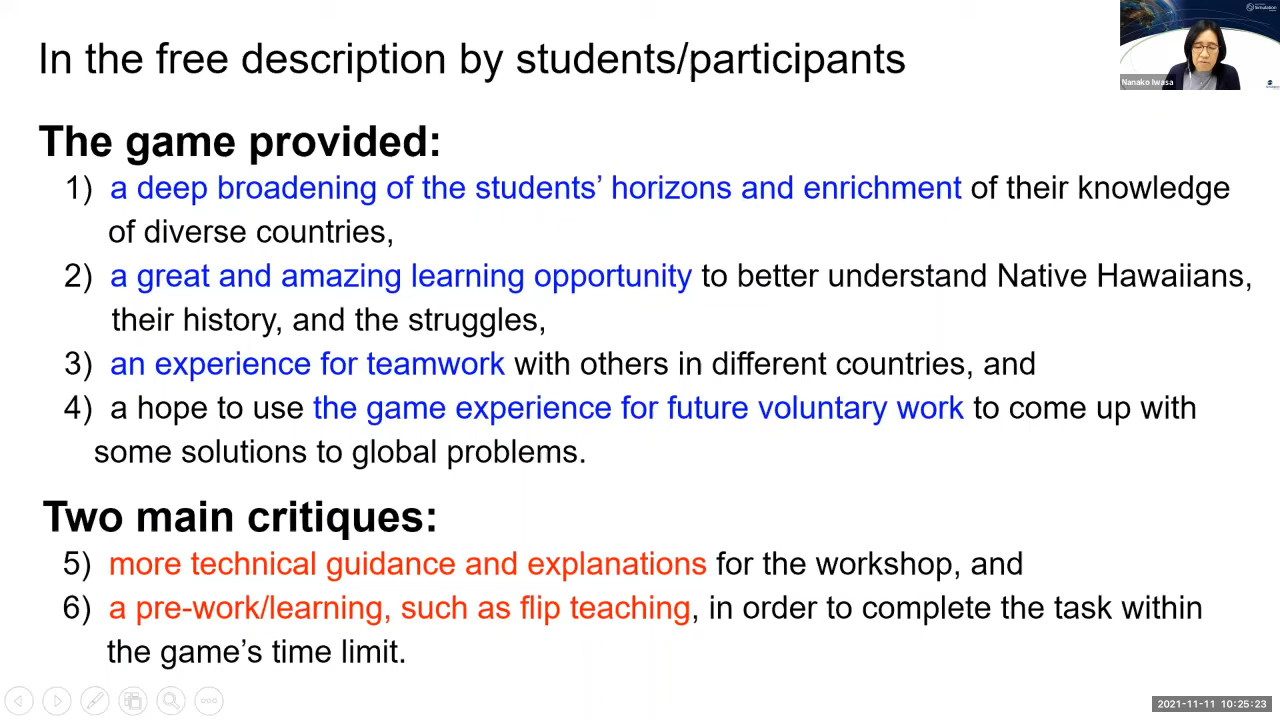 In the free description by students/participants
Simulation
Nanako Iwasa
The game provided:
1) a deep broadening of the students’ horizons and enrichment of their knowledge
of diverse countries,
2) a great and amazing learning opportunity to better understand Native Hawaiians,
their history, and the struggles,
3) an experience for teamwork with others in different countries, and
4) a hope to use the game experience for future voluntary work to come up with
some solutions to global problems.
Two main critiques:
5) more technical guidance and explanations for the workshop, and
6) a pre-work/learning, such as flip teaching, in order to complete the task within
the game’s time limit.
2021-11-11 10:25:23